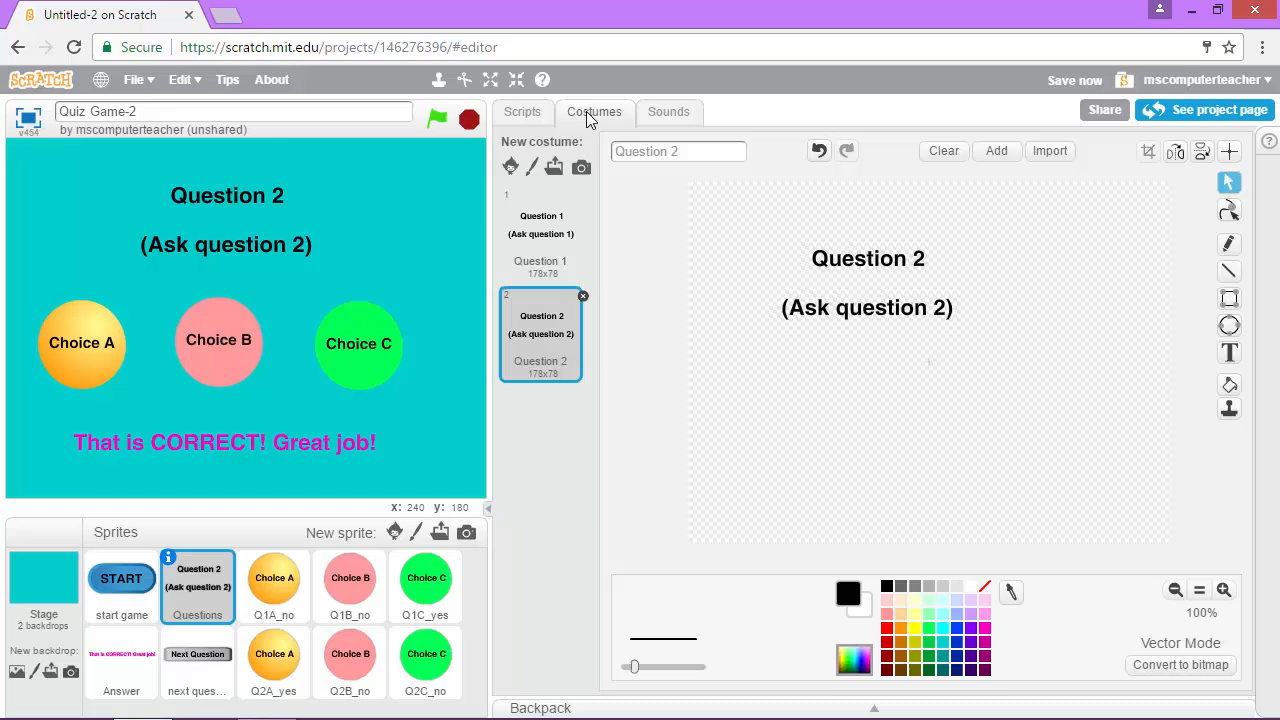 Untitled-2 on Scratch
Secure
https://scratch.mit.edu/projects/146276396/#editor
SCRATCH
File
Edit
Tips
About
Save now
mscomputerteacher
v454
Quiz Game-2
by mscomputerteacher (unshared)
Scripts
Costumes
Sounds
Share
See project page
New costume:
Question 2
Clear
Add
Import
1
Question 1
(Ask question 1)
Question 1
178x78
2
Question 2
(Ask question 2)
Question 2
178x78
Question 2
(Ask question 2)
Choice A
Choice B
Choice C
That is CORRECT! Great job!
Question 2
(Ask question 2)
T
x: 240 y: 180
Sprites
New sprite:
Stage
2 backdrops
New backdrop:
START
start game
Question 2
(Ask question 2)
Questions
Choice A
Q1A_no
Choice B
Q1B_no
Choice C
Q1C_yes
That is CORRECT! Great job!
Answer
Next Question
next ques...
Choice A
Q2A_yes
Choice B
Q2B_no
Choice C
Q2C_no
100%
Vector Mode
Convert to bitmap
Backpack